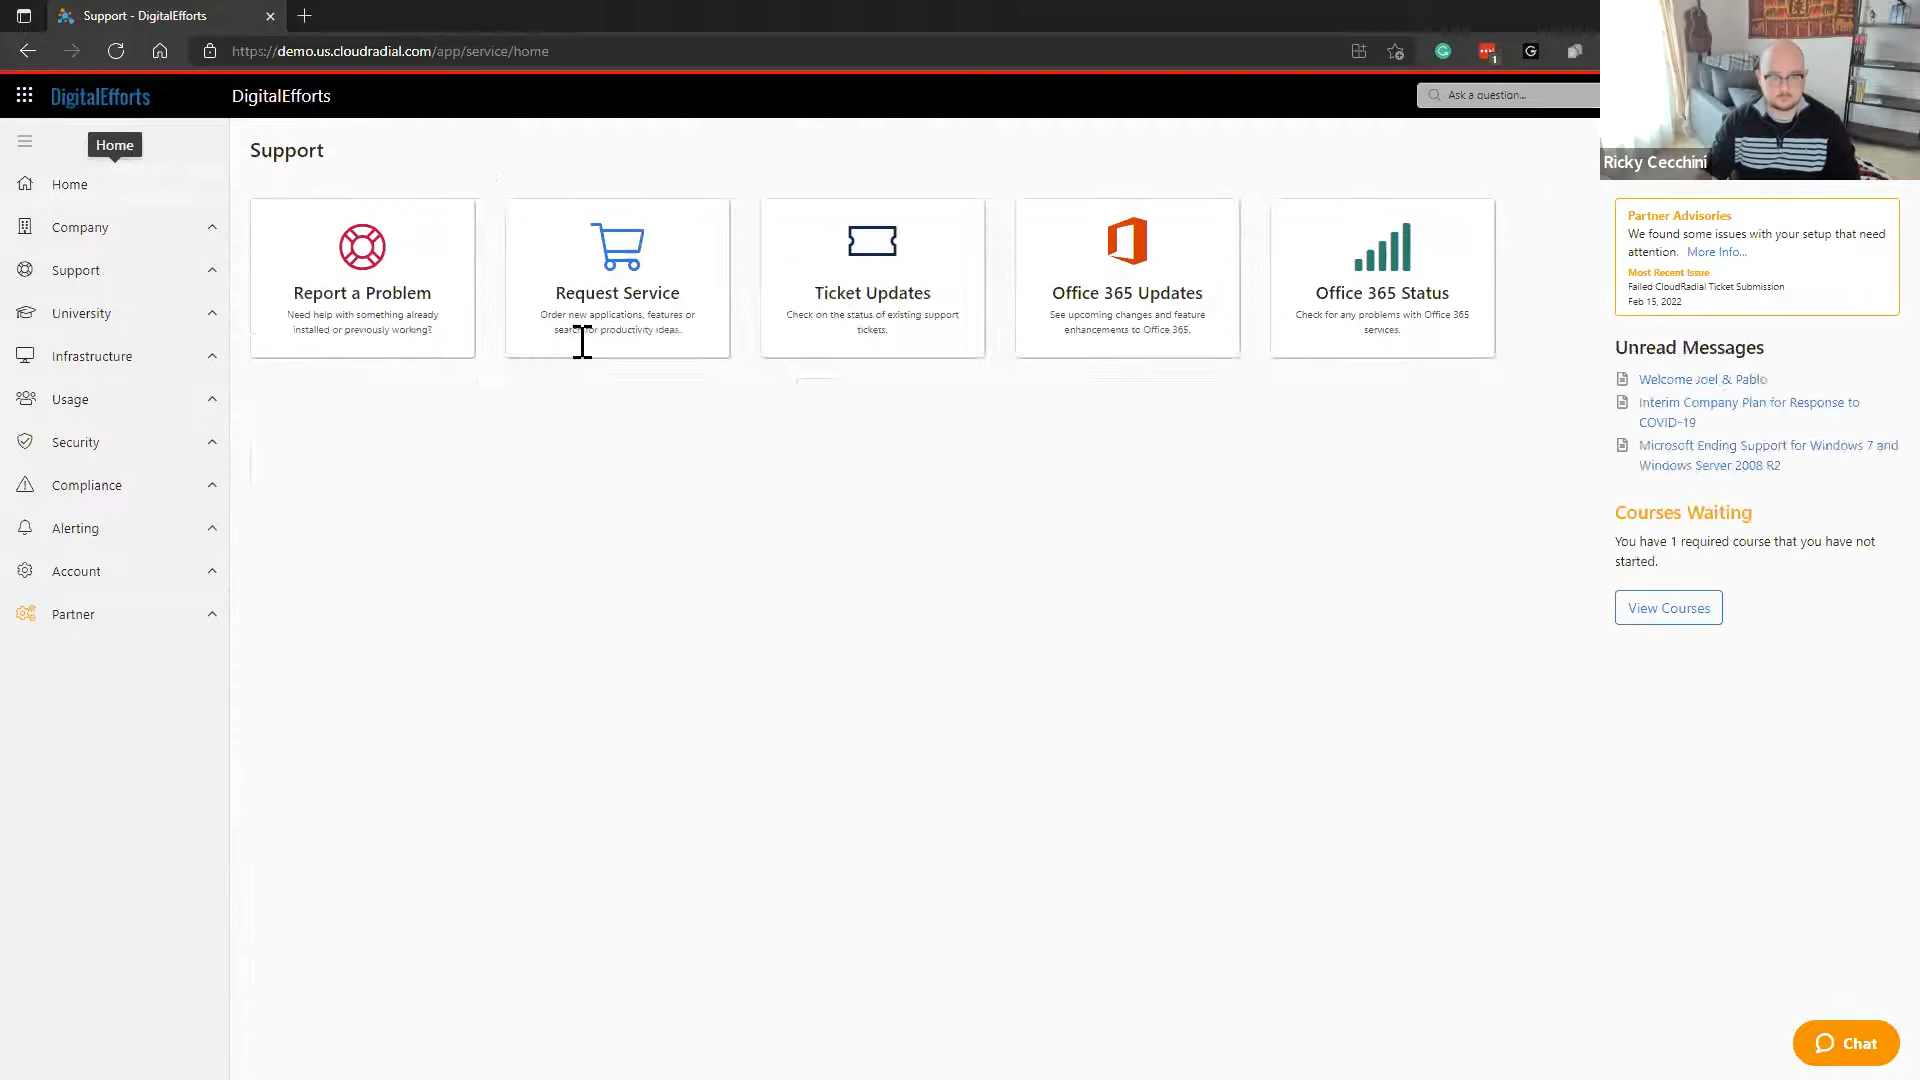 Support - DigitalEfforts
https://demo.us.cloudradial.com/app/service/home
1
DigitalEfforts
DigitalEfforts
Ask a question...
Ricky Cecchini
Home
Home
Company
Support
University
Infrastructure
Usage
Security
Compliance
Alerting
Account
Partner
Support
Report a Problem
Need help with something already
installed or previously working?
Request Service
Order new applications, features or
search for productivity ideas.
Ticket Updates
Check on the status of existing support
tickets.
Office 365 Updates
See upcoming changes and feature
enhancements to Office 365.
Office 365 Status
Check for any problems with Office 365
services.
Partner Advisories
We found some issues with your setup that need
attention. More Info...
Most Recent Issue
Failed CloudRadial Ticket Submission
Feb 15, 2022
Unread Messages
Welcome Joel & Pablo
Interim Company Plan for Response to
COVID-19
Microsoft Ending Support for Windows 7 and
Windows Server 2008 R2
Courses Waiting
You have 1 required course that you have not
started.
View Courses
Chat